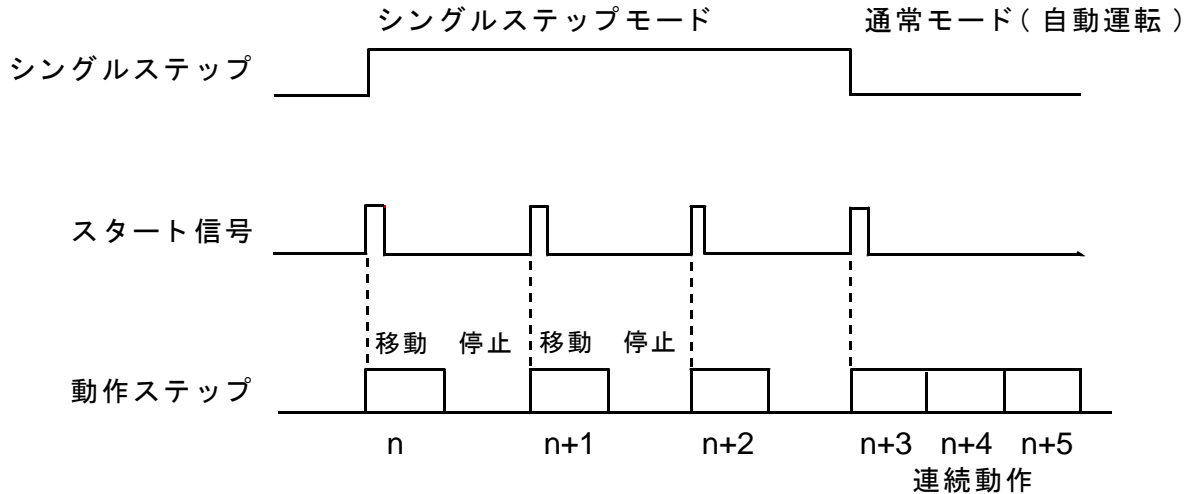 シングルステップモード 通常モード(自動運転)
シングルステップ
スタート信号
移動 停止 移動 停止
動作ステップ
n n+1 n+2 n+3 n+4 n+5
連続動作